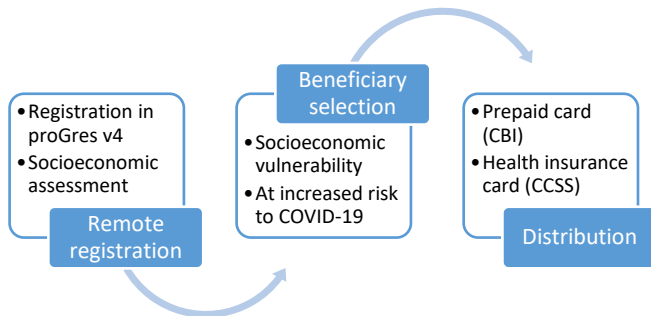 • Registration in
proGres v4
• Socioeconomic
assessment
Remote
registration
Beneficiary
selection
• Socioeconomic
vulnerability
• At increased risk
to COVID-19
• Prepaid card
(CBI)
• Health insurance
card (CCSS)
Distribution